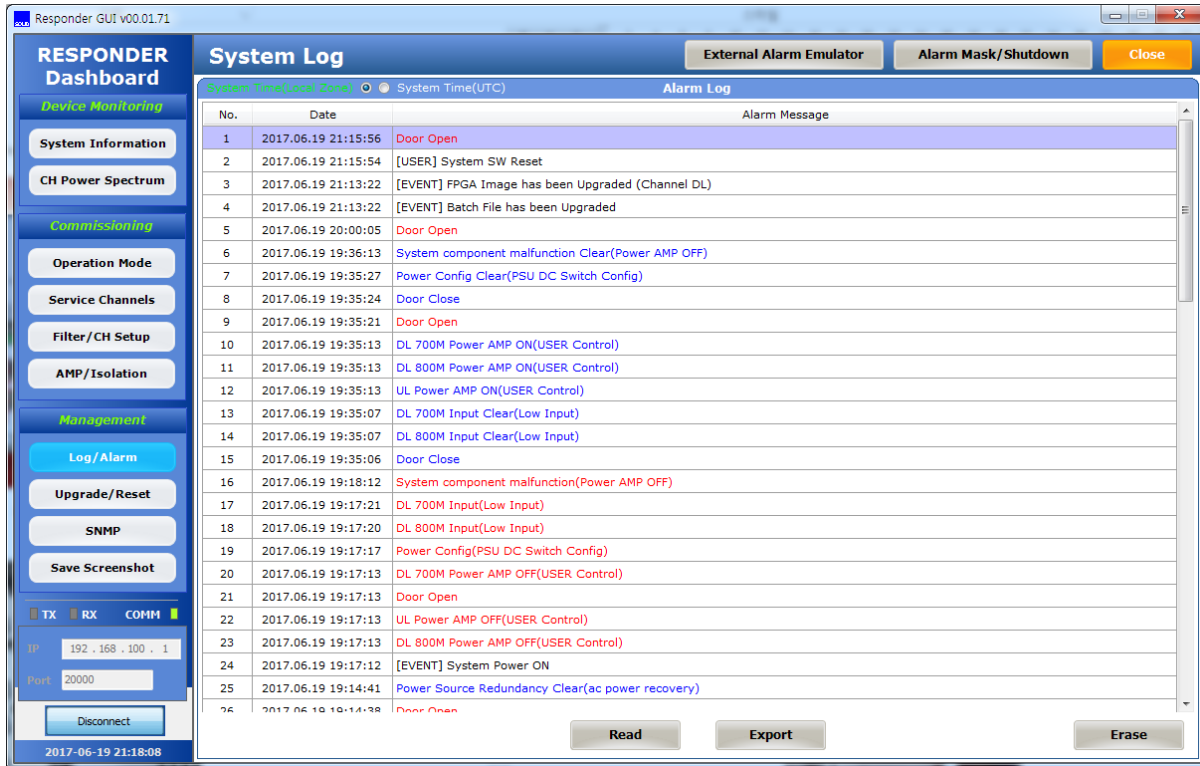 SOLiD Responder GUI v00.01.71
RESPONDER
Dashboard
Device Monitoring
System Information
CH Power Spectrum
Commissioning
Operation Mode
Service Channels
Filter/CH Setup
AMP/Isolation
Management
Log/Alarm
Upgrade/Reset
SNMP
Save Screenshot
TX RX COMM
IP 192 . 168 . 100 . 1
Port 20000
Disconnect
2017-06-19 21:18:08
System Log
External Alarm Emulator Alarm Mask/Shutdown Close
System Time(Local Zone) System Time(UTC) Alarm Log
No. Date Alarm Message
1 2017.06.19 21:15:56 Door Open
2 2017.06.19 21:15:54 [USER] System SW Reset
3 2017.06.19 21:13:22 [EVENT] FPGA Image has been Upgraded (Channel DL)
4 2017.06.19 21:13:22 [EVENT] Batch File has been Upgraded
5 2017.06.19 20:00:05 Door Open
6 2017.06.19 19:36:13 System component malfunction Clear(Power AMP OFF)
7 2017.06.19 19:35:27 Power Config Clear(PSU DC Switch Config)
8 2017.06.19 19:35:24 Door Close
9 2017.06.19 19:35:21 Door Open
10 2017.06.19 19:35:13 DL 700M Power AMP ON(USER Control)
11 2017.06.19 19:35:13 DL 800M Power AMP ON(USER Control)
12 2017.06.19 19:35:13 UL Power AMP ON(USER Control)
13 2017.06.19 19:35:07 DL 700M Input Clear(Low Input)
14 2017.06.19 19:35:07 DL 800M Input Clear(Low Input)
15 2017.06.19 19:35:06 Door Close
16 2017.06.19 19:18:12 System component malfunction(Power AMP OFF)
17 2017.06.19 19:17:21 DL 700M Input(Low Input)
18 2017.06.19 19:17:20 DL 800M Input(Low Input)
19 2017.06.19 19:17:17 Power Config(PSU DC Switch Config)
20 2017.06.19 19:17:13 DL 700M Power AMP OFF(USER Control)
21 2017.06.19 19:17:13 Door Open
22 2017.06.19 19:17:13 UL Power AMP OFF(USER Control)
23 2017.06.19 19:17:13 DL 800M Power AMP OFF(USER Control)
24 2017.06.19 19:17:12 [EVENT] System Power ON
25 2017.06.19 19:14:41 Power Source Redundancy Clear(ac power recovery)
26 2017.06.19 19:14:38 Door Open
Read Export Erase